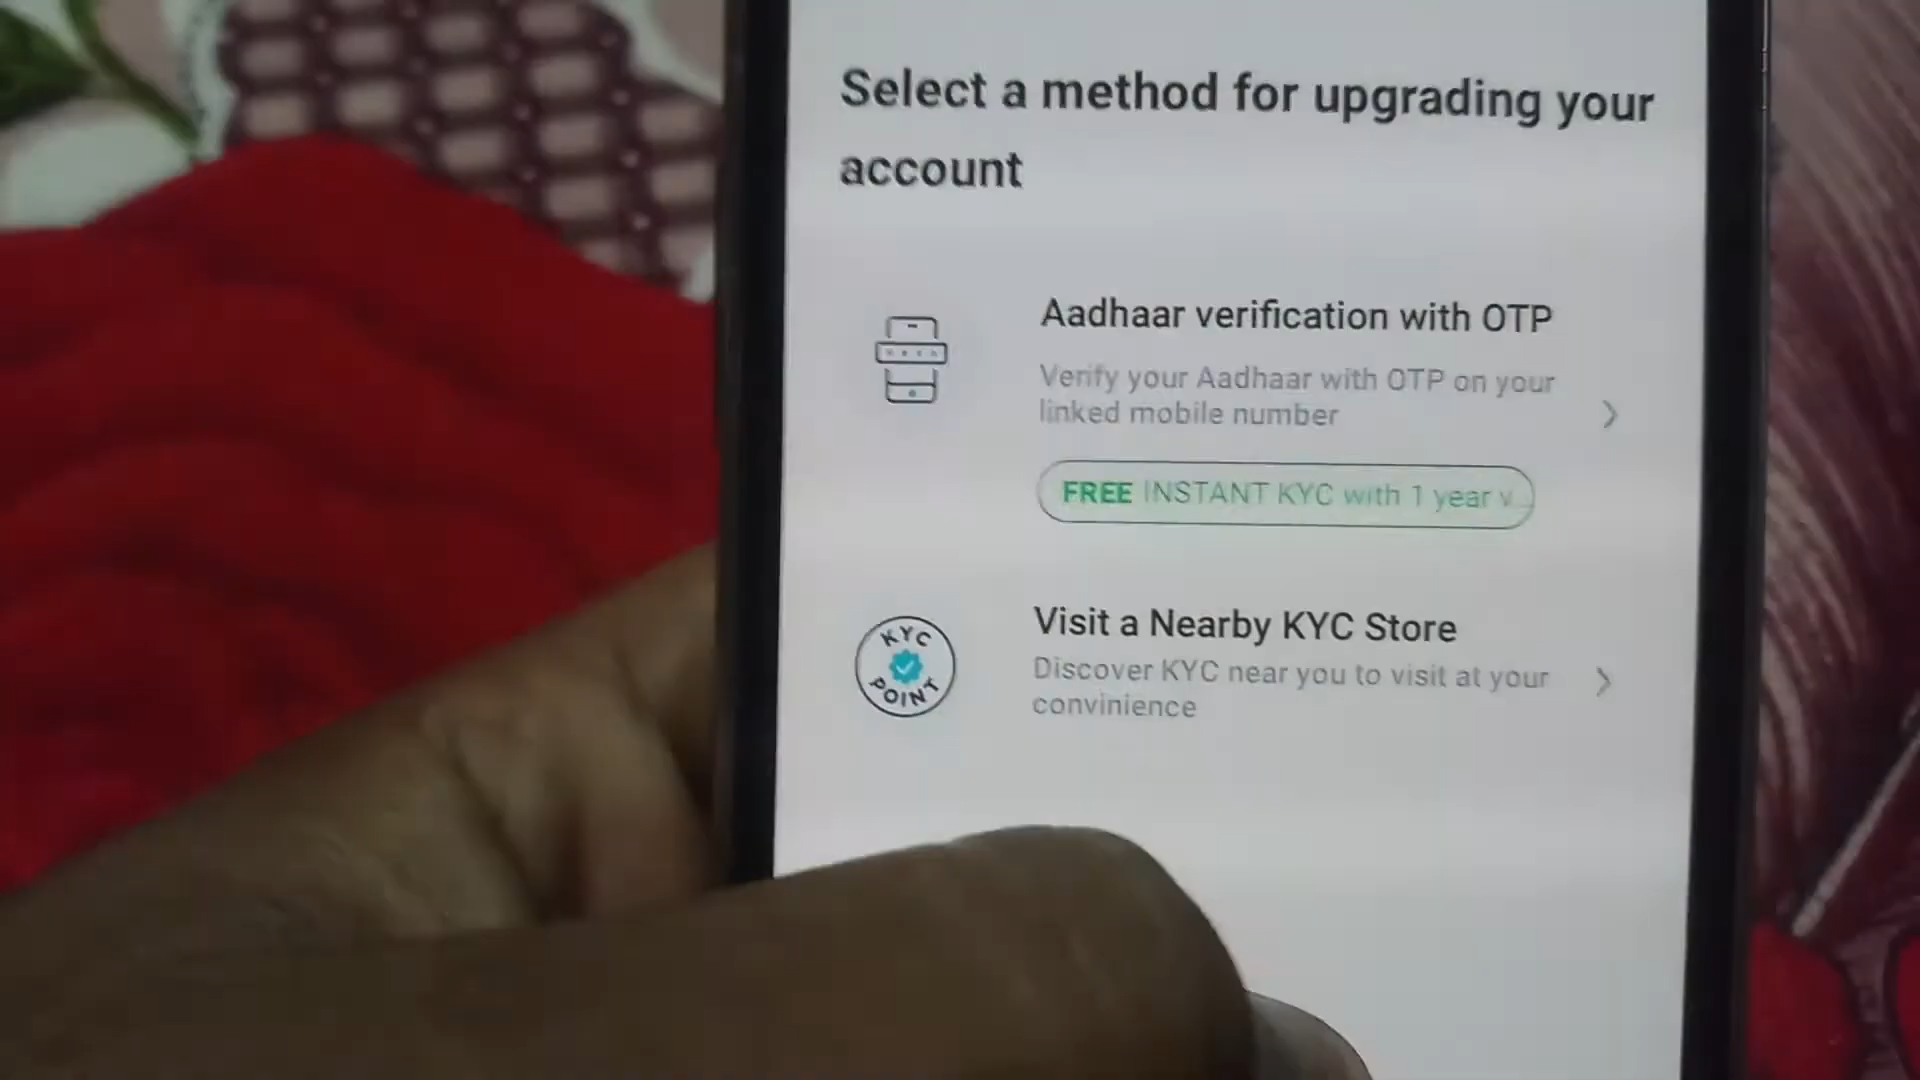 Select a method for upgrading your
account
Aadhaar verification with OTP
Verify your Aadhaar with OTP on your
linked mobile number
FREE INSTANT KYC with 1 year v...
Visit a Nearby KYC Store
Discover KYC near you to visit at your
convinience
KYC
POINT